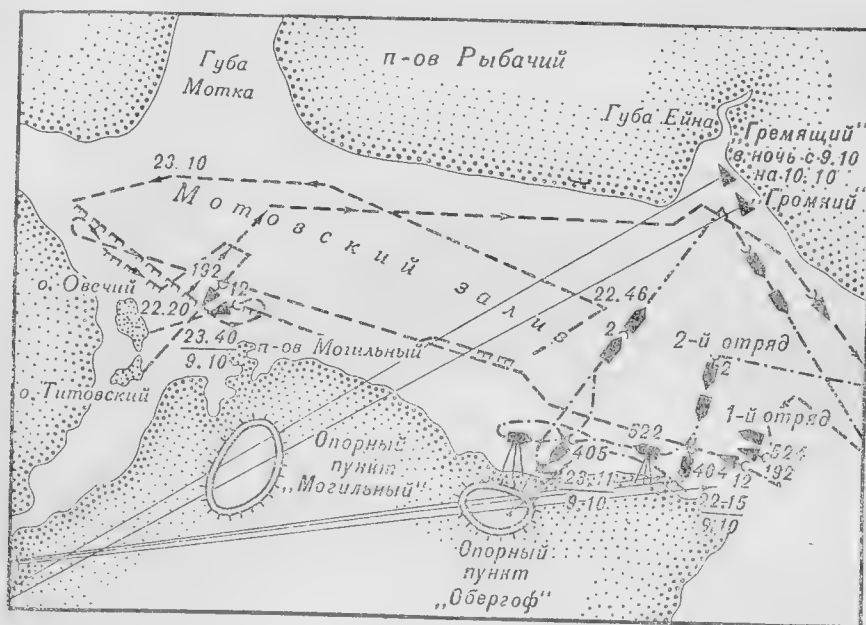 Губа
Мотка
п-ов Рыбачий
Губа Ейна
„Гремящий"
в ночь с 9.10
на 10.10
„Громкий"
23.10
Мотовский залив
о. Овечий
192
12
22.20
23.40
9.10
п-ов Могильный
о. Титовский
22.46
2
2-й отряд
2
1-й отряд
Опорный
пункт
„Могильный"
405
522
23.11
9.10
404
12
192
524
22.15
9.10
Опорный
пункт
„Обергоф"